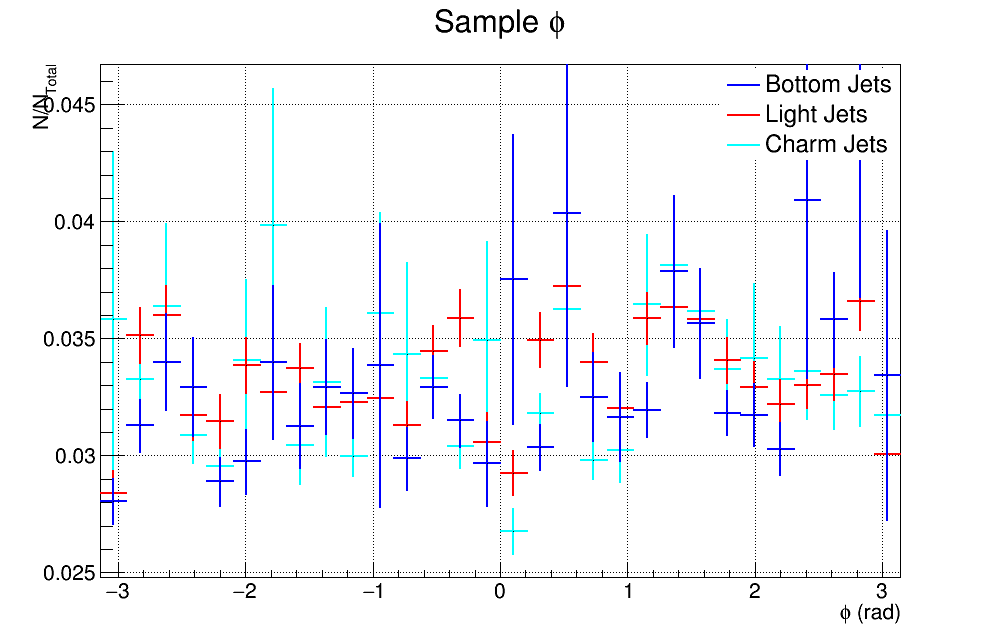 Sample ϕ
N/N_Total
0.045
0.04
0.035
0.03
0.025
Bottom Jets
Light Jets
Charm Jets
−3 −2 −1 0 1 2 3
ϕ (rad)